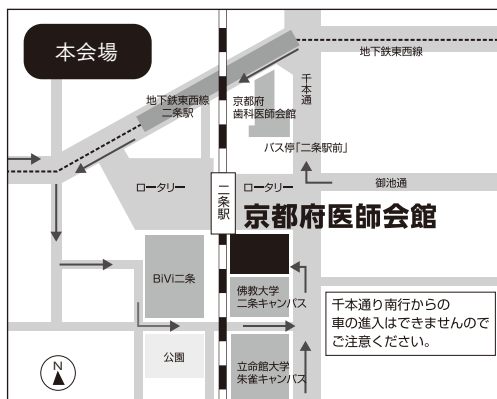 本会場
地下鉄東西線
千本通
地下鉄東西線
二条駅
京都府
歯科医師会館
バス停「二条駅前」
御池通
ロータリー
二条駅
ロータリー
京都府医師会館
BiVi二条
佛教大学
二条キャンパス
千本通り南行からの
車の進入はできませんので
ご注意ください。
公園
立命館大学
朱雀キャンパス
N